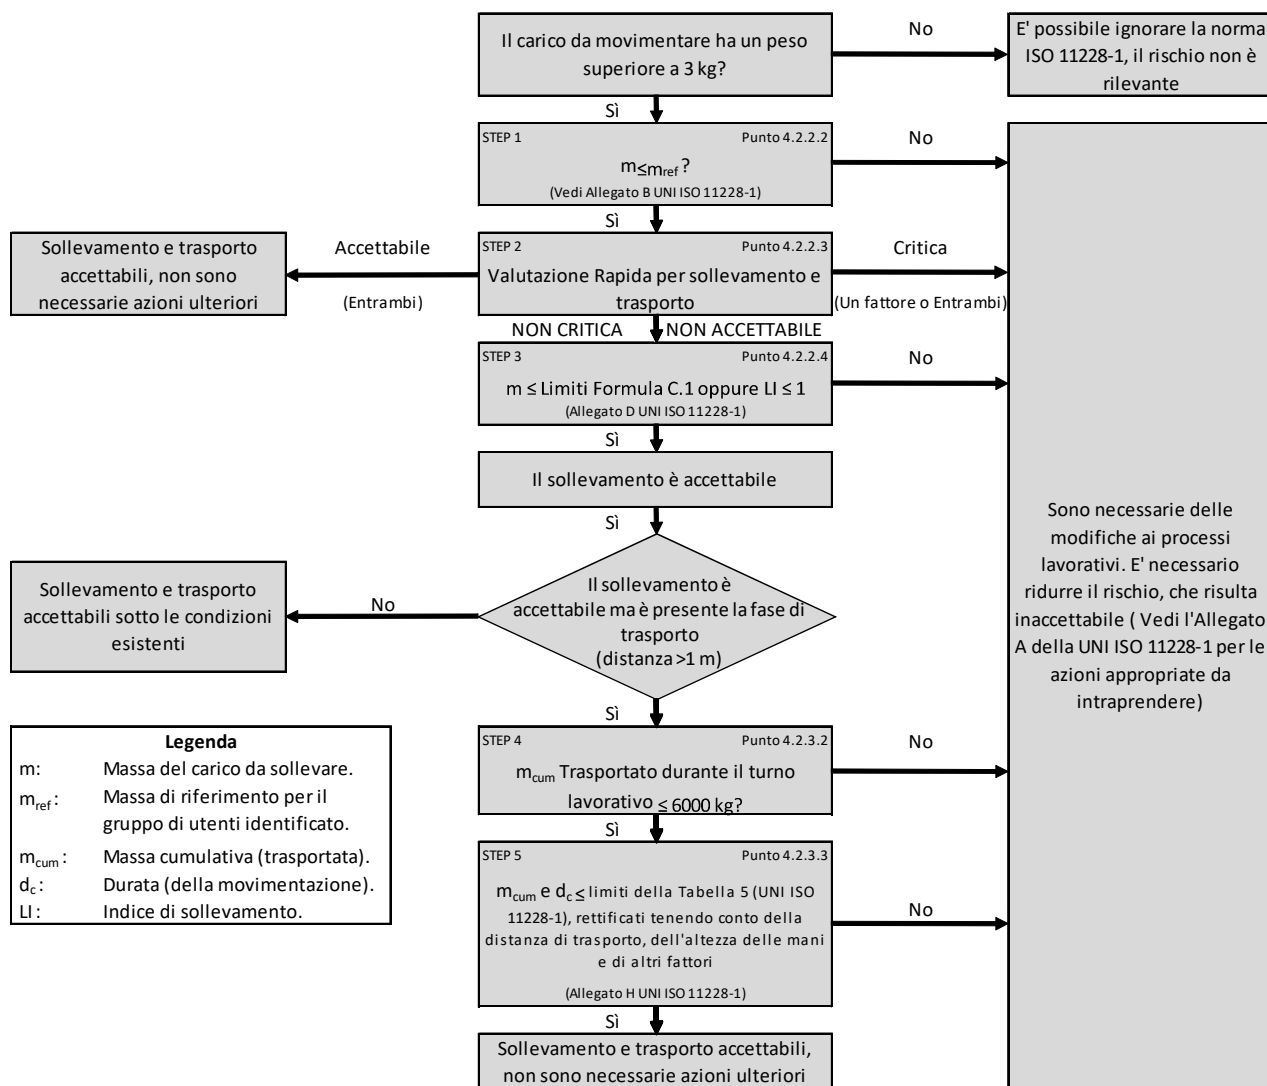 Il carico da movimentare ha un peso
superiore a 3 kg?
No
E' possibile ignorare la norma
ISO 11228-1, il rischio non è
rilevante
Sì
STEP 1
Punto 4.2.2.2
m≤mref ?
(Vedi Allegato B UNI ISO 11228-1)
No
Sì
STEP 2
Punto 4.2.2.3
Valutazione Rapida per sollevamento e
trasporto
Accettabile
(Entrambi)
Sollevamento e trasporto
accettabili, non sono
necessarie azioni ulteriori
Critica
(Un fattore o Entrambi)
NON CRITICA
NON ACCETTABILE
STEP 3
Punto 4.2.2.4
m ≤ Limiti Formula C.1 oppure LI ≤ 1
(Allegato D UNI ISO 11228-1)
No
Sì
Il sollevamento è accettabile
Sì
Il sollevamento è
accettabile ma è presente la fase di
trasporto
(distanza >1 m)
No
Sollevamento e trasporto
accettabili sotto le condizioni
esistenti
Sono necessarie delle
modifiche ai processi
lavorativi. E' necessario
ridurre il rischio, che risulta
inaccettabile ( Vedi l'Allegato
A della UNI ISO 11228-1 per le
azioni appropriate da
intraprendere)
Sì
STEP 4
Punto 4.2.3.2
mcum Trasportato durante il turno
lavorativo ≤ 6000 kg?
No
Sì
STEP 5
Punto 4.2.3.3
mcum e dc ≤ limiti della Tabella 5 (UNI ISO
11228-1), rettificati tenendo conto della
distanza di trasporto, dell'altezza delle mani
e di altri fattori
(Allegato H UNI ISO 11228-1)
No
Sì
Sollevamento e trasporto accettabili,
non sono necessarie azioni ulteriori
Legenda
m: Massa del carico da sollevare.
mref : Massa di riferimento per il
gruppo di utenti identificato.
mcum : Massa cumulativa (trasportata).
dc : Durata (della movimentazione).
LI : Indice di sollevamento.